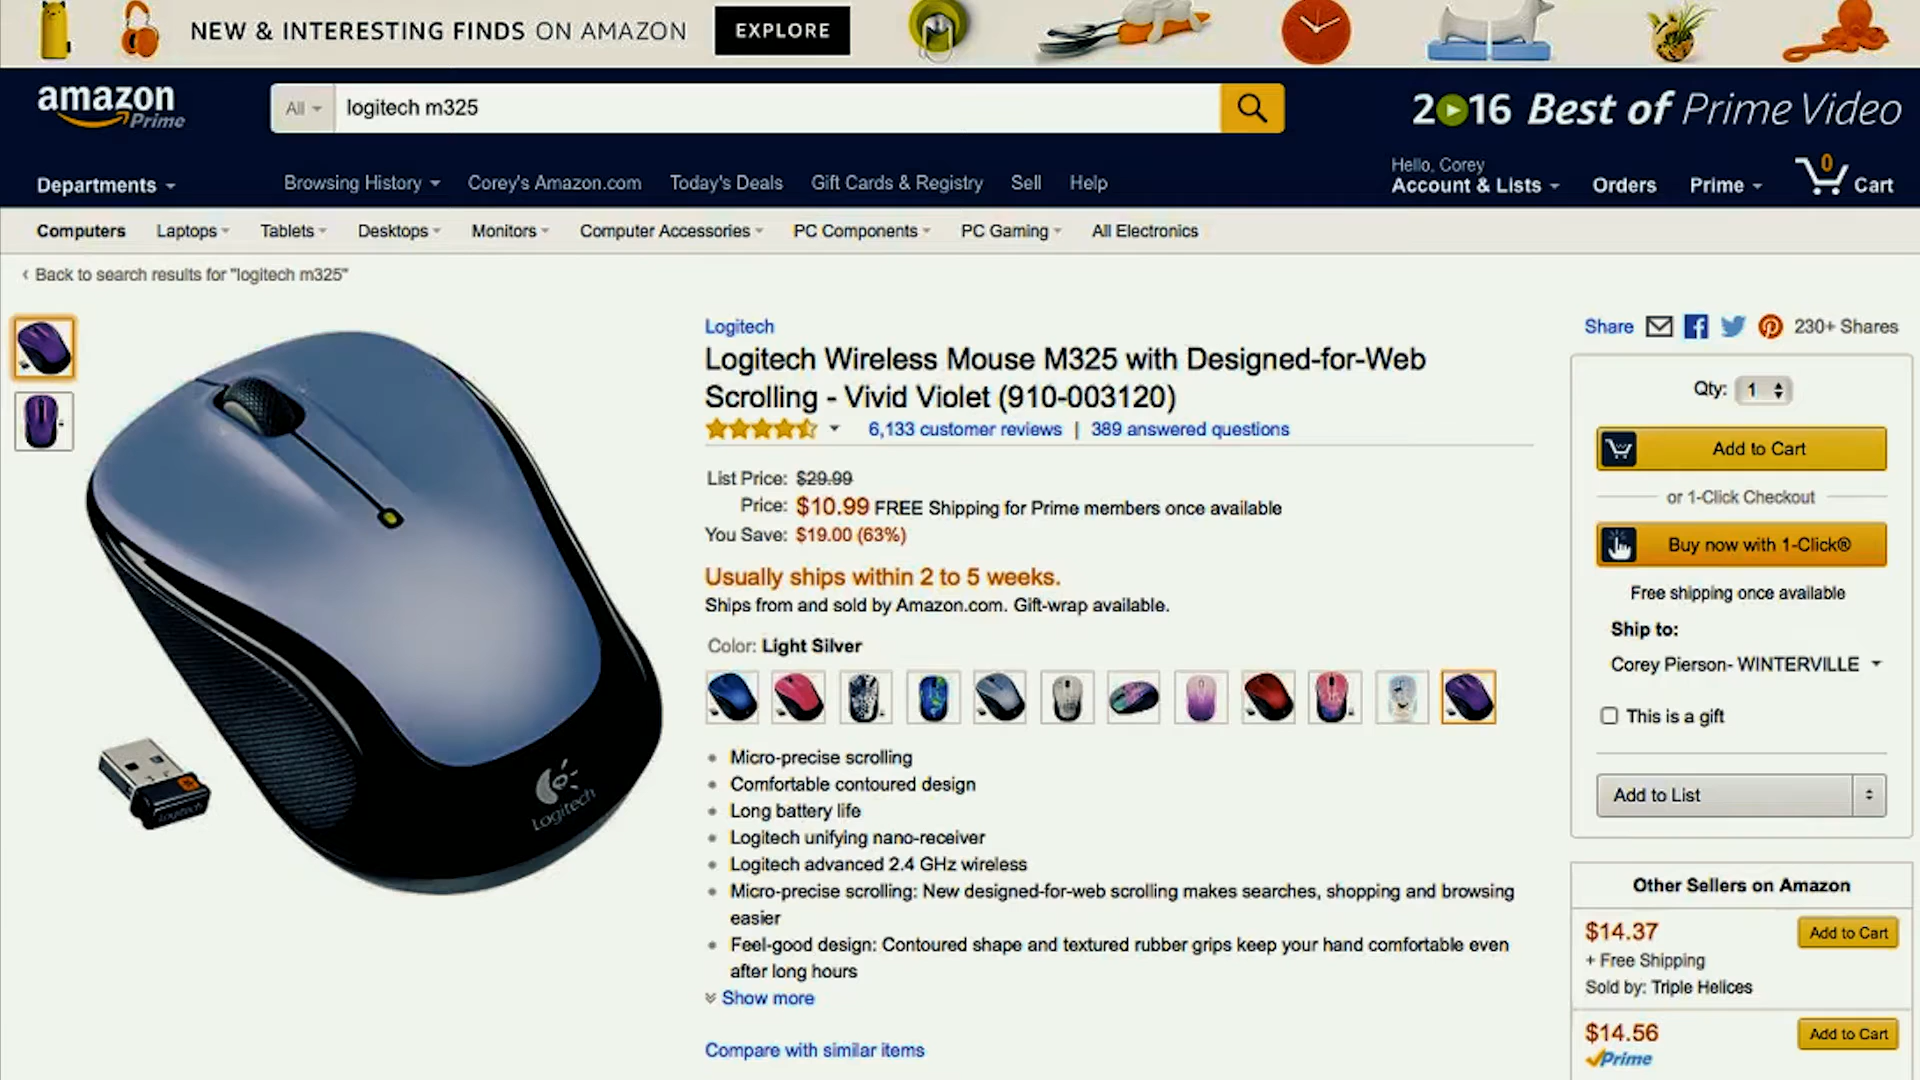 NEW & INTERESTING FINDS ON AMAZON
EXPLORE
amazon
Prime
All
logitech m325
2016 Best of Prime Video
Departments
Browsing History
Corey's Amazon.com
Today's Deals
Gift Cards & Registry
Sell
Help
Hello, Corey
Account & Lists
Orders
Prime
0
Cart
Computers
Laptops
Tablets
Desktops
Monitors
Computer Accessories
PC Components
PC Gaming
All Electronics
‹ Back to search results for "logitech m325"
Logitech
Logitech
Logitech
Logitech Wireless Mouse M325 with Designed-for-Web
Scrolling - Vivid Violet (910-003120)
6,133 customer reviews | 389 answered questions
List Price: $29.99
Price: $10.99 FREE Shipping for Prime members once available
You Save: $19.00 (63%)
Usually ships within 2 to 5 weeks.
Ships from and sold by Amazon.com. Gift-wrap available.
Color: Light Silver
• Micro-precise scrolling
• Comfortable contoured design
• Long battery life
• Logitech unifying nano-receiver
• Logitech advanced 2.4 GHz wireless
• Micro-precise scrolling: New designed-for-web scrolling makes searches, shopping and browsing
easier
• Feel-good design: Contoured shape and textured rubber grips keep your hand comfortable even
after long hours
Show more
Compare with similar items
Share
230+ Shares
Qty: 1
Add to Cart
or 1-Click Checkout
Buy now with 1-Click®
Free shipping once available
Ship to:
Corey Pierson- WINTERVILLE
This is a gift
Add to List
Other Sellers on Amazon
$14.37
Add to Cart
+ Free Shipping
Sold by: Triple Helices
$14.56
Add to Cart
Prime